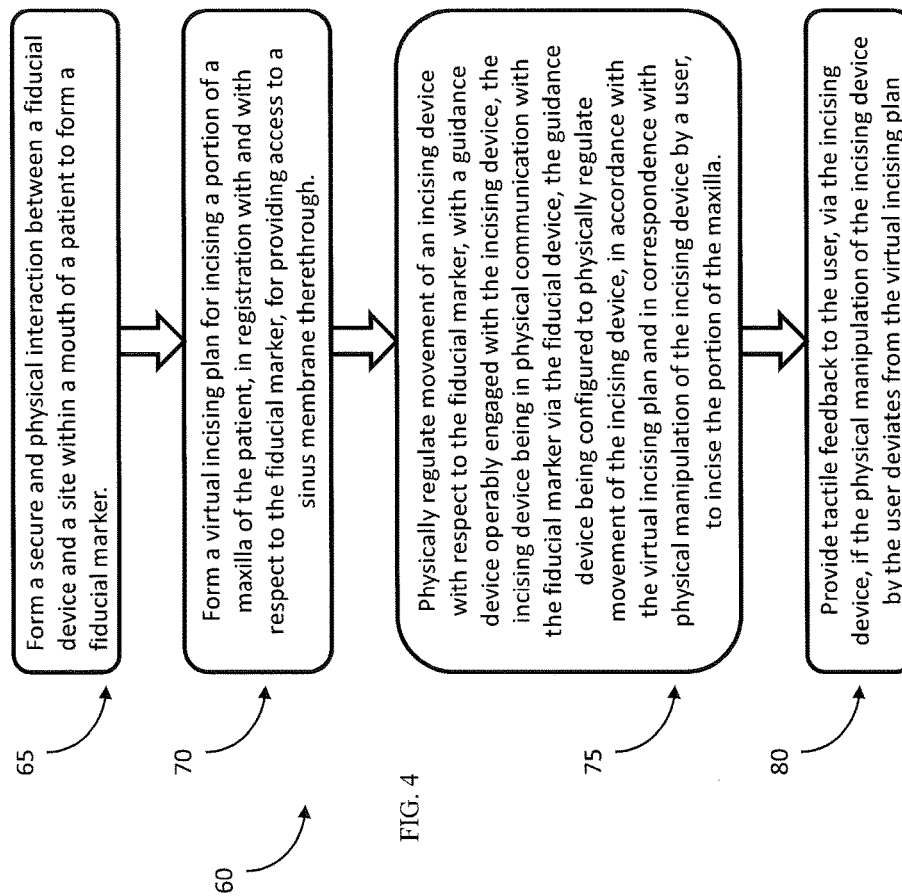 65
Form a secure and physical interaction between a fiducial
device and a site within a mouth of a patient to form a
fiducial marker.
70
Form a virtual incising plan for incising a portion of a
maxilla of the patient, in registration with and with
respect to the fiducial marker, for providing access to a
sinus membrane therethrough.
60
FIG. 4
75
Physically regulate movement of an incising device
with respect to the fiducial marker, with a guidance
device operably engaged with the incising device, the
incising device being in physical communication with
the fiducial marker via the fiducial device, the guidance
device being configured to physically regulate
movement of the incising device, in accordance with
the virtual incising plan and in correspondence with
physical manipulation of the incising device by a user,
to incise the portion of the maxilla.
80
Provide tactile feedback to the user, via the incising
device, if the physical manipulation of the incising device
by the user deviates from the virtual incising plan